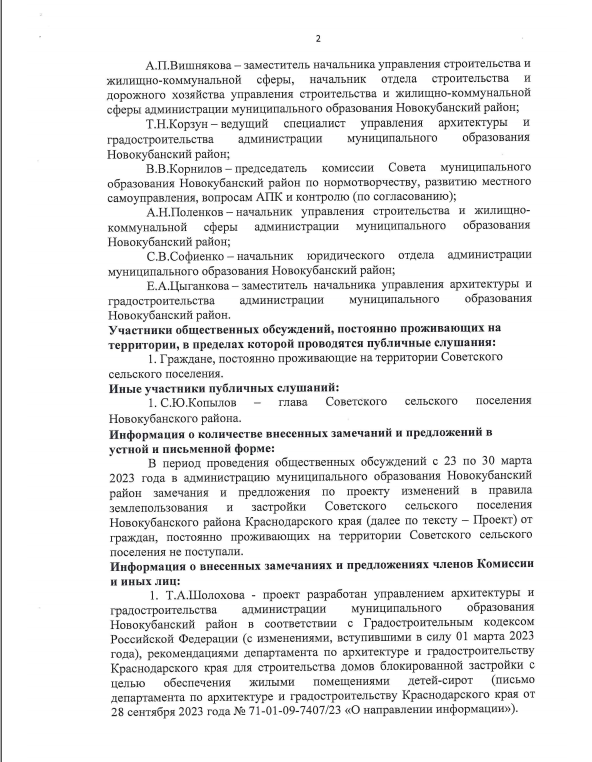 2
А.П.Вишнякова – заместитель начальника управления строительства и
жилищно-коммунальной сферы, начальник отдела строительства и
дорожного хозяйства управления строительства и жилищно-коммунальной
сферы администрации муниципального образования Новокубанский район;
Т.Н.Корзун – ведущий специалист управления архитектуры и
градостроительства администрации муниципального образования
Новокубанский район;
В.В.Корнилов – председатель комиссии Совета муниципального
образования Новокубанский район по нормотворчеству, развитию местного
самоуправления, вопросам АПК и контролю (по согласованию);
А.Н.Поленков – начальник управления строительства и жилищно-
коммунальной сферы администрации муниципального образования
Новокубанский район;
С.В.Софиенко – начальник юридического отдела администрации
муниципального образования Новокубанский район;
Е.А.Цыганкова – заместитель начальника управления архитектуры и
градостроительства администрации муниципального образования
Новокубанский район.
Участники общественных обсуждений, постоянно проживающих на
территории, в пределах которой проводятся публичные слушания:
1. Граждане, постоянно проживающие на территории Советского
сельского поселения.
Иные участники публичных слушаний:
1. С.Ю.Копылов – глава Советского сельского поселения
Новокубанского района.
Информация о количестве внесенных замечаний и предложений в
устной и письменной форме:
В период проведения общественных обсуждений с 23 по 30 марта
2023 года в администрацию муниципального образования Новокубанский
район замечания и предложения по проекту изменений в правила
землепользования и застройки Советского сельского поселения
Новокубанского района Краснодарского края (далее по тексту – Проект) от
граждан, постоянно проживающих на территории Советского сельского
поселения не поступали.
Информация о внесенных замечаниях и предложениях членов Комиссии
и иных лиц:
1. Т.А.Шолохова - проект разработан управлением архитектуры и
градостроительства администрации муниципального образования
Новокубанский район в соответствии с Градостроительным кодексом
Российской Федерации (с изменениями, вступившими в силу 01 марта 2023
года), рекомендациями департамента по архитектуре и градостроительству
Краснодарского края для строительства домов блокированной застройки с
целью обеспечения жилыми помещениями детей-сирот (письмо
департамента по архитектуре и градостроительству Краснодарского края от
28 сентября 2023 года № 71-01-09-7407/23 «О направлении информации»).